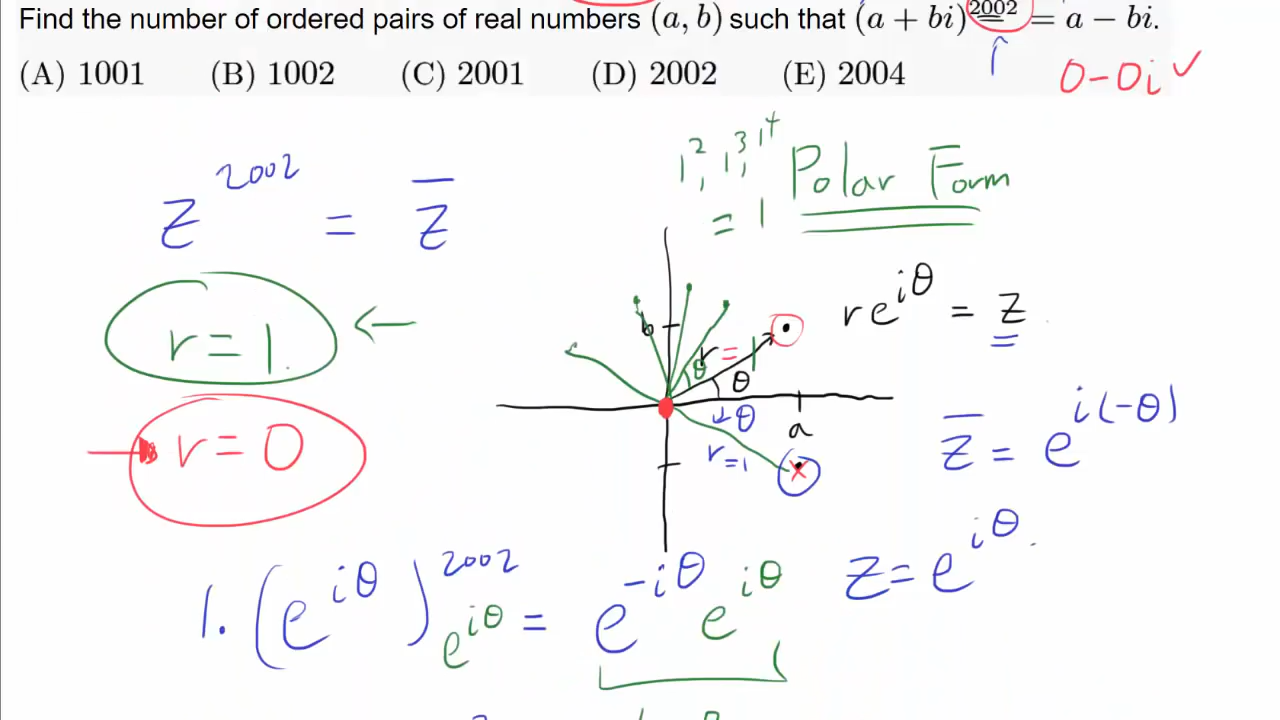 Find the number of ordered pairs of real numbers (a, b) such that (a + bi)^2002 = a − bi.
(A) 1001 (B) 1002 (C) 2001 (D) 2002 (E) 2004
0-0i ✓
1^2, 1^3, 1^4
= 1
Polar Form
z^2002 = z̅
re^iθ = z
r = 1
b
r = 1
θ
θ
θ
a
r = 0
r=1
z̅ = e^i(-θ)
z = e^iθ
1. (e^iθ)^2002 e^iθ = e^-iθ e^iθ